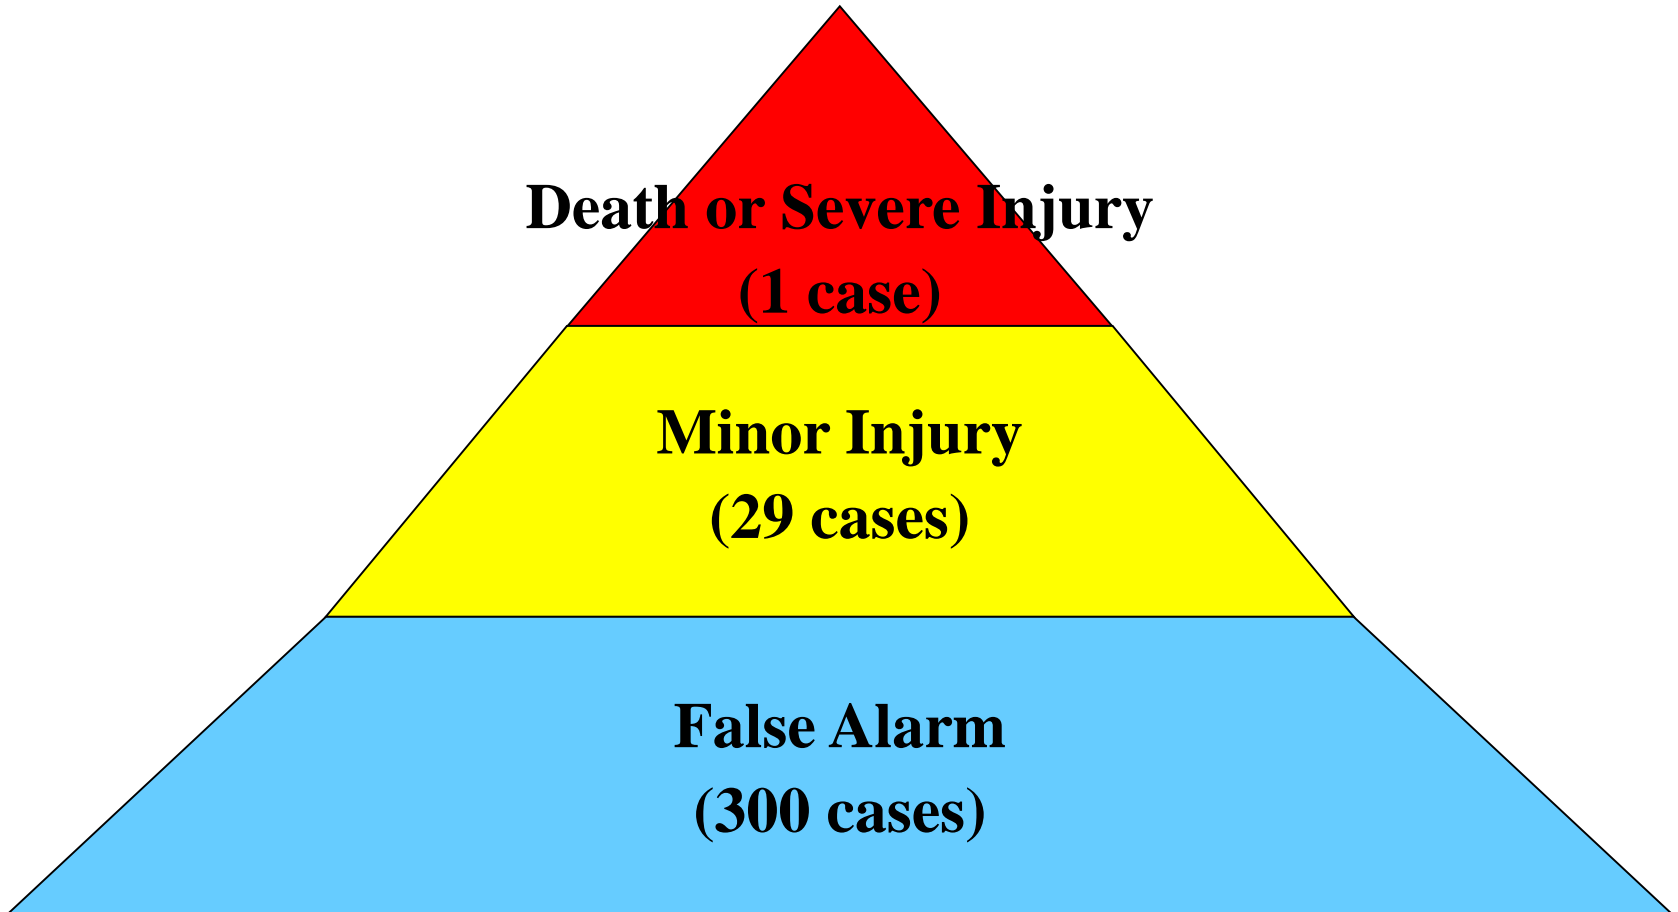 Death or Severe Injury
(1 case)
Minor Injury
(29 cases)
False Alarm
(300 cases)